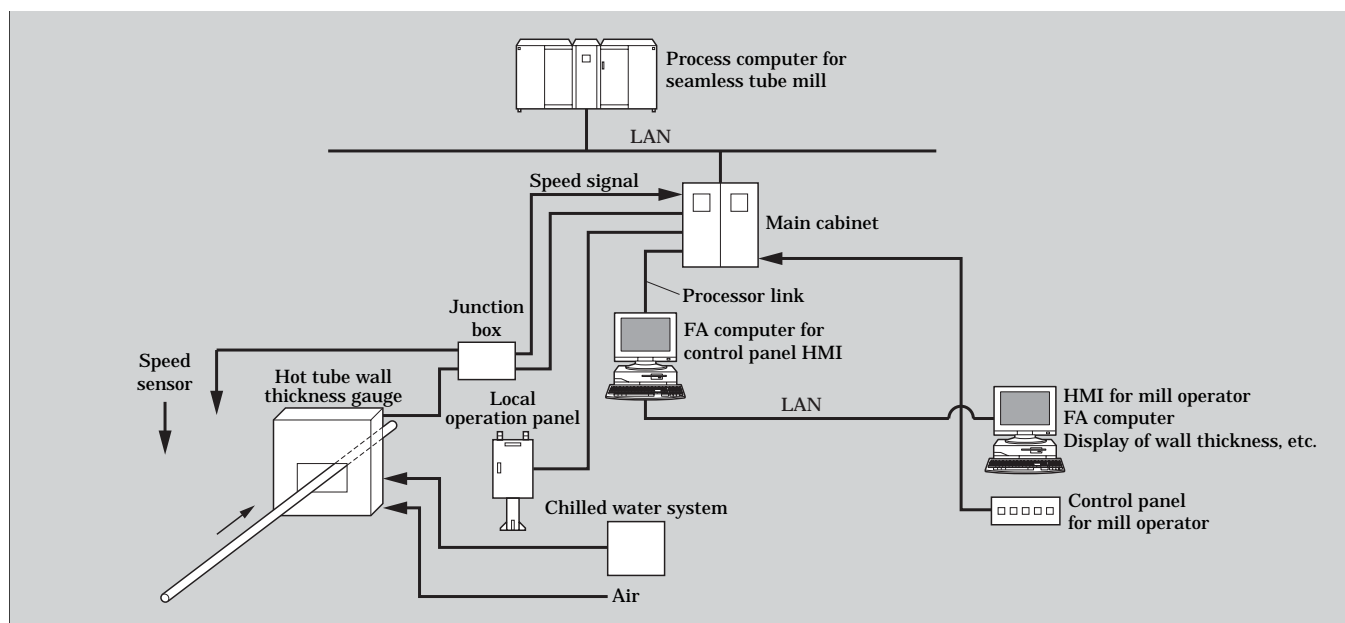 Process computer for
seamless tube mill
LAN
Speed signal
Main cabinet
Processor link
Junction
box
FA computer for
control panel HMI
Speed
sensor
Hot tube wall
thickness gauge
Local
operation panel
LAN
HMI for mill operator
FA computer
Display of wall thickness, etc.
Chilled water system
Control panel
for mill operator
Air